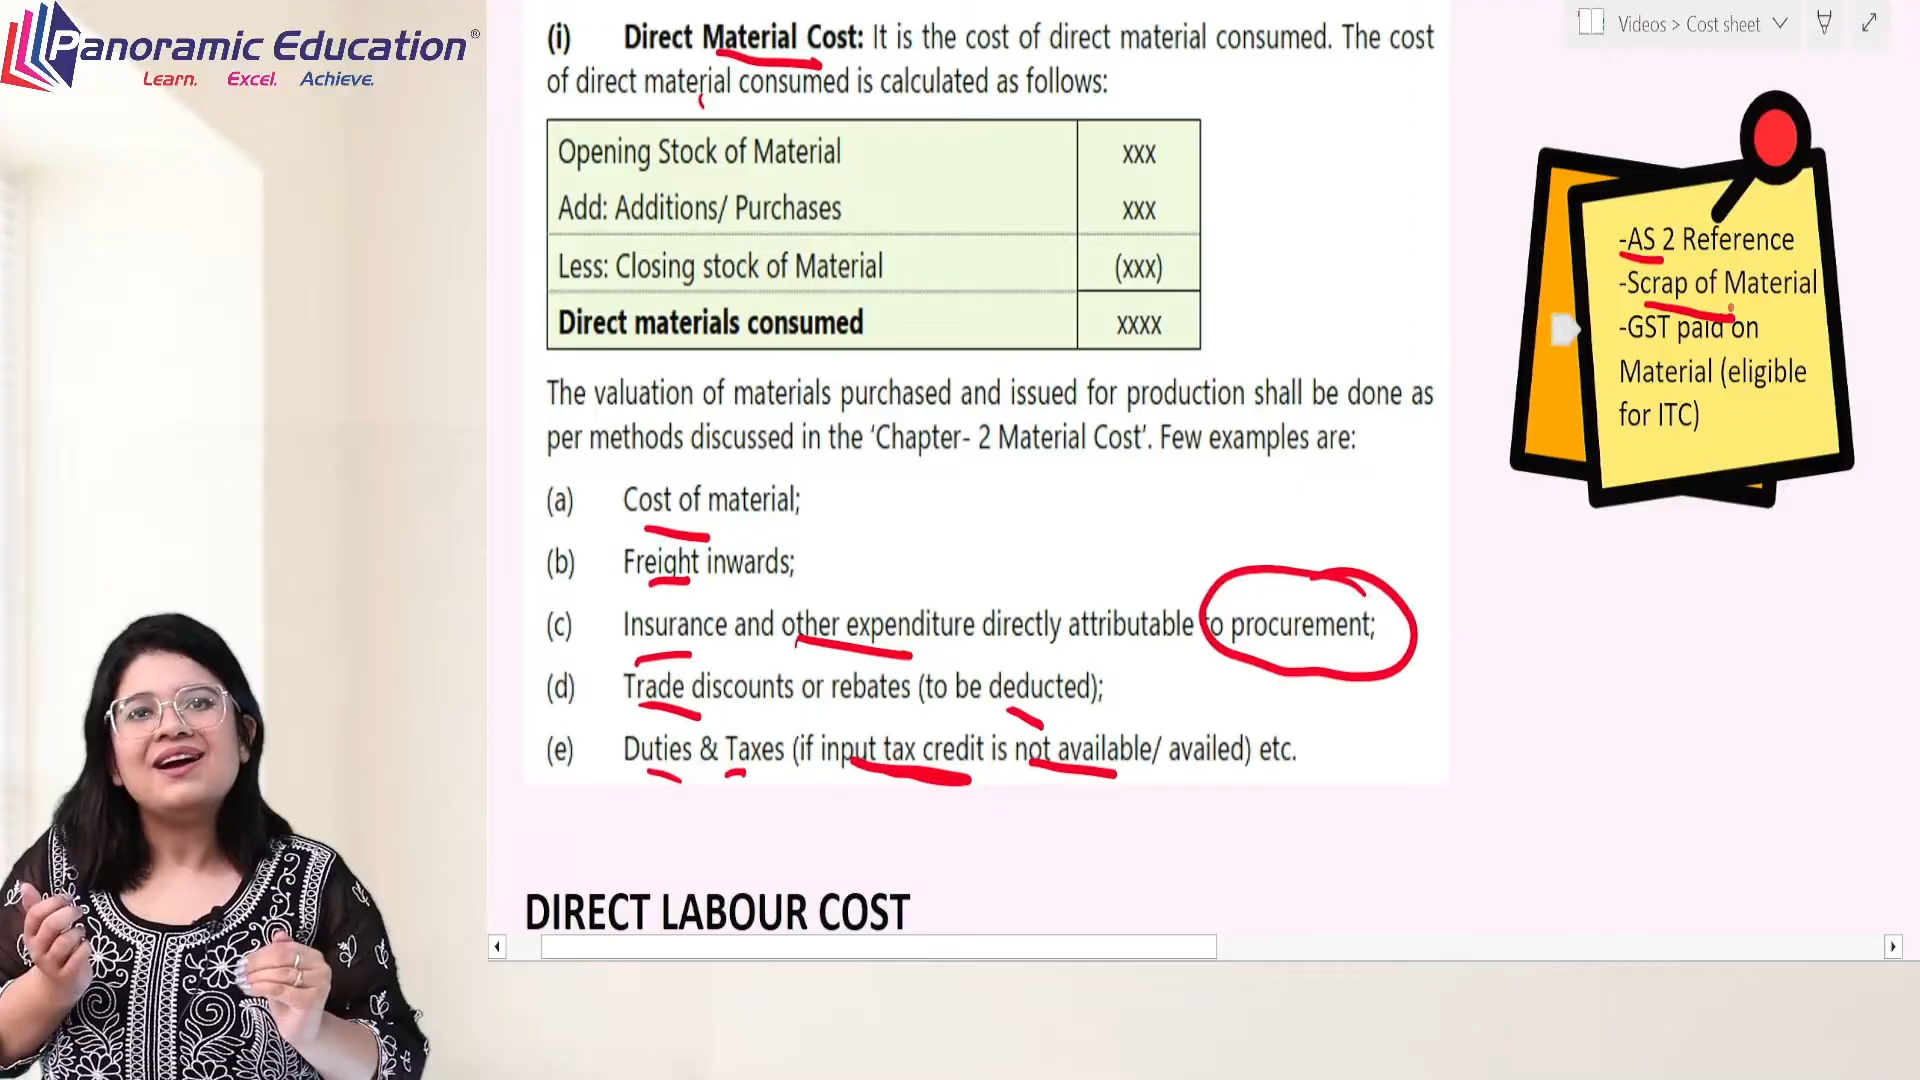 Panoramic Education®
Learn. Excel. Achieve.
Videos > Cost sheet
(i) Direct Material Cost: It is the cost of direct material consumed. The cost
of direct material consumed is calculated as follows:
Opening Stock of Material xxx
Add: Additions/ Purchases xxx
Less: Closing stock of Material (xxx)
Direct materials consumed xxxx
The valuation of materials purchased and issued for production shall be done as
per methods discussed in the ‘Chapter- 2 Material Cost’. Few examples are:
(a) Cost of material;
(b) Freight inwards;
(c) Insurance and other expenditure directly attributable to procurement;
(d) Trade discounts or rebates (to be deducted);
(e) Duties & Taxes (if input tax credit is not available/ availed) etc.
DIRECT LABOUR COST
-AS 2 Reference
-Scrap of Material
-GST paid on
Material (eligible
for ITC)